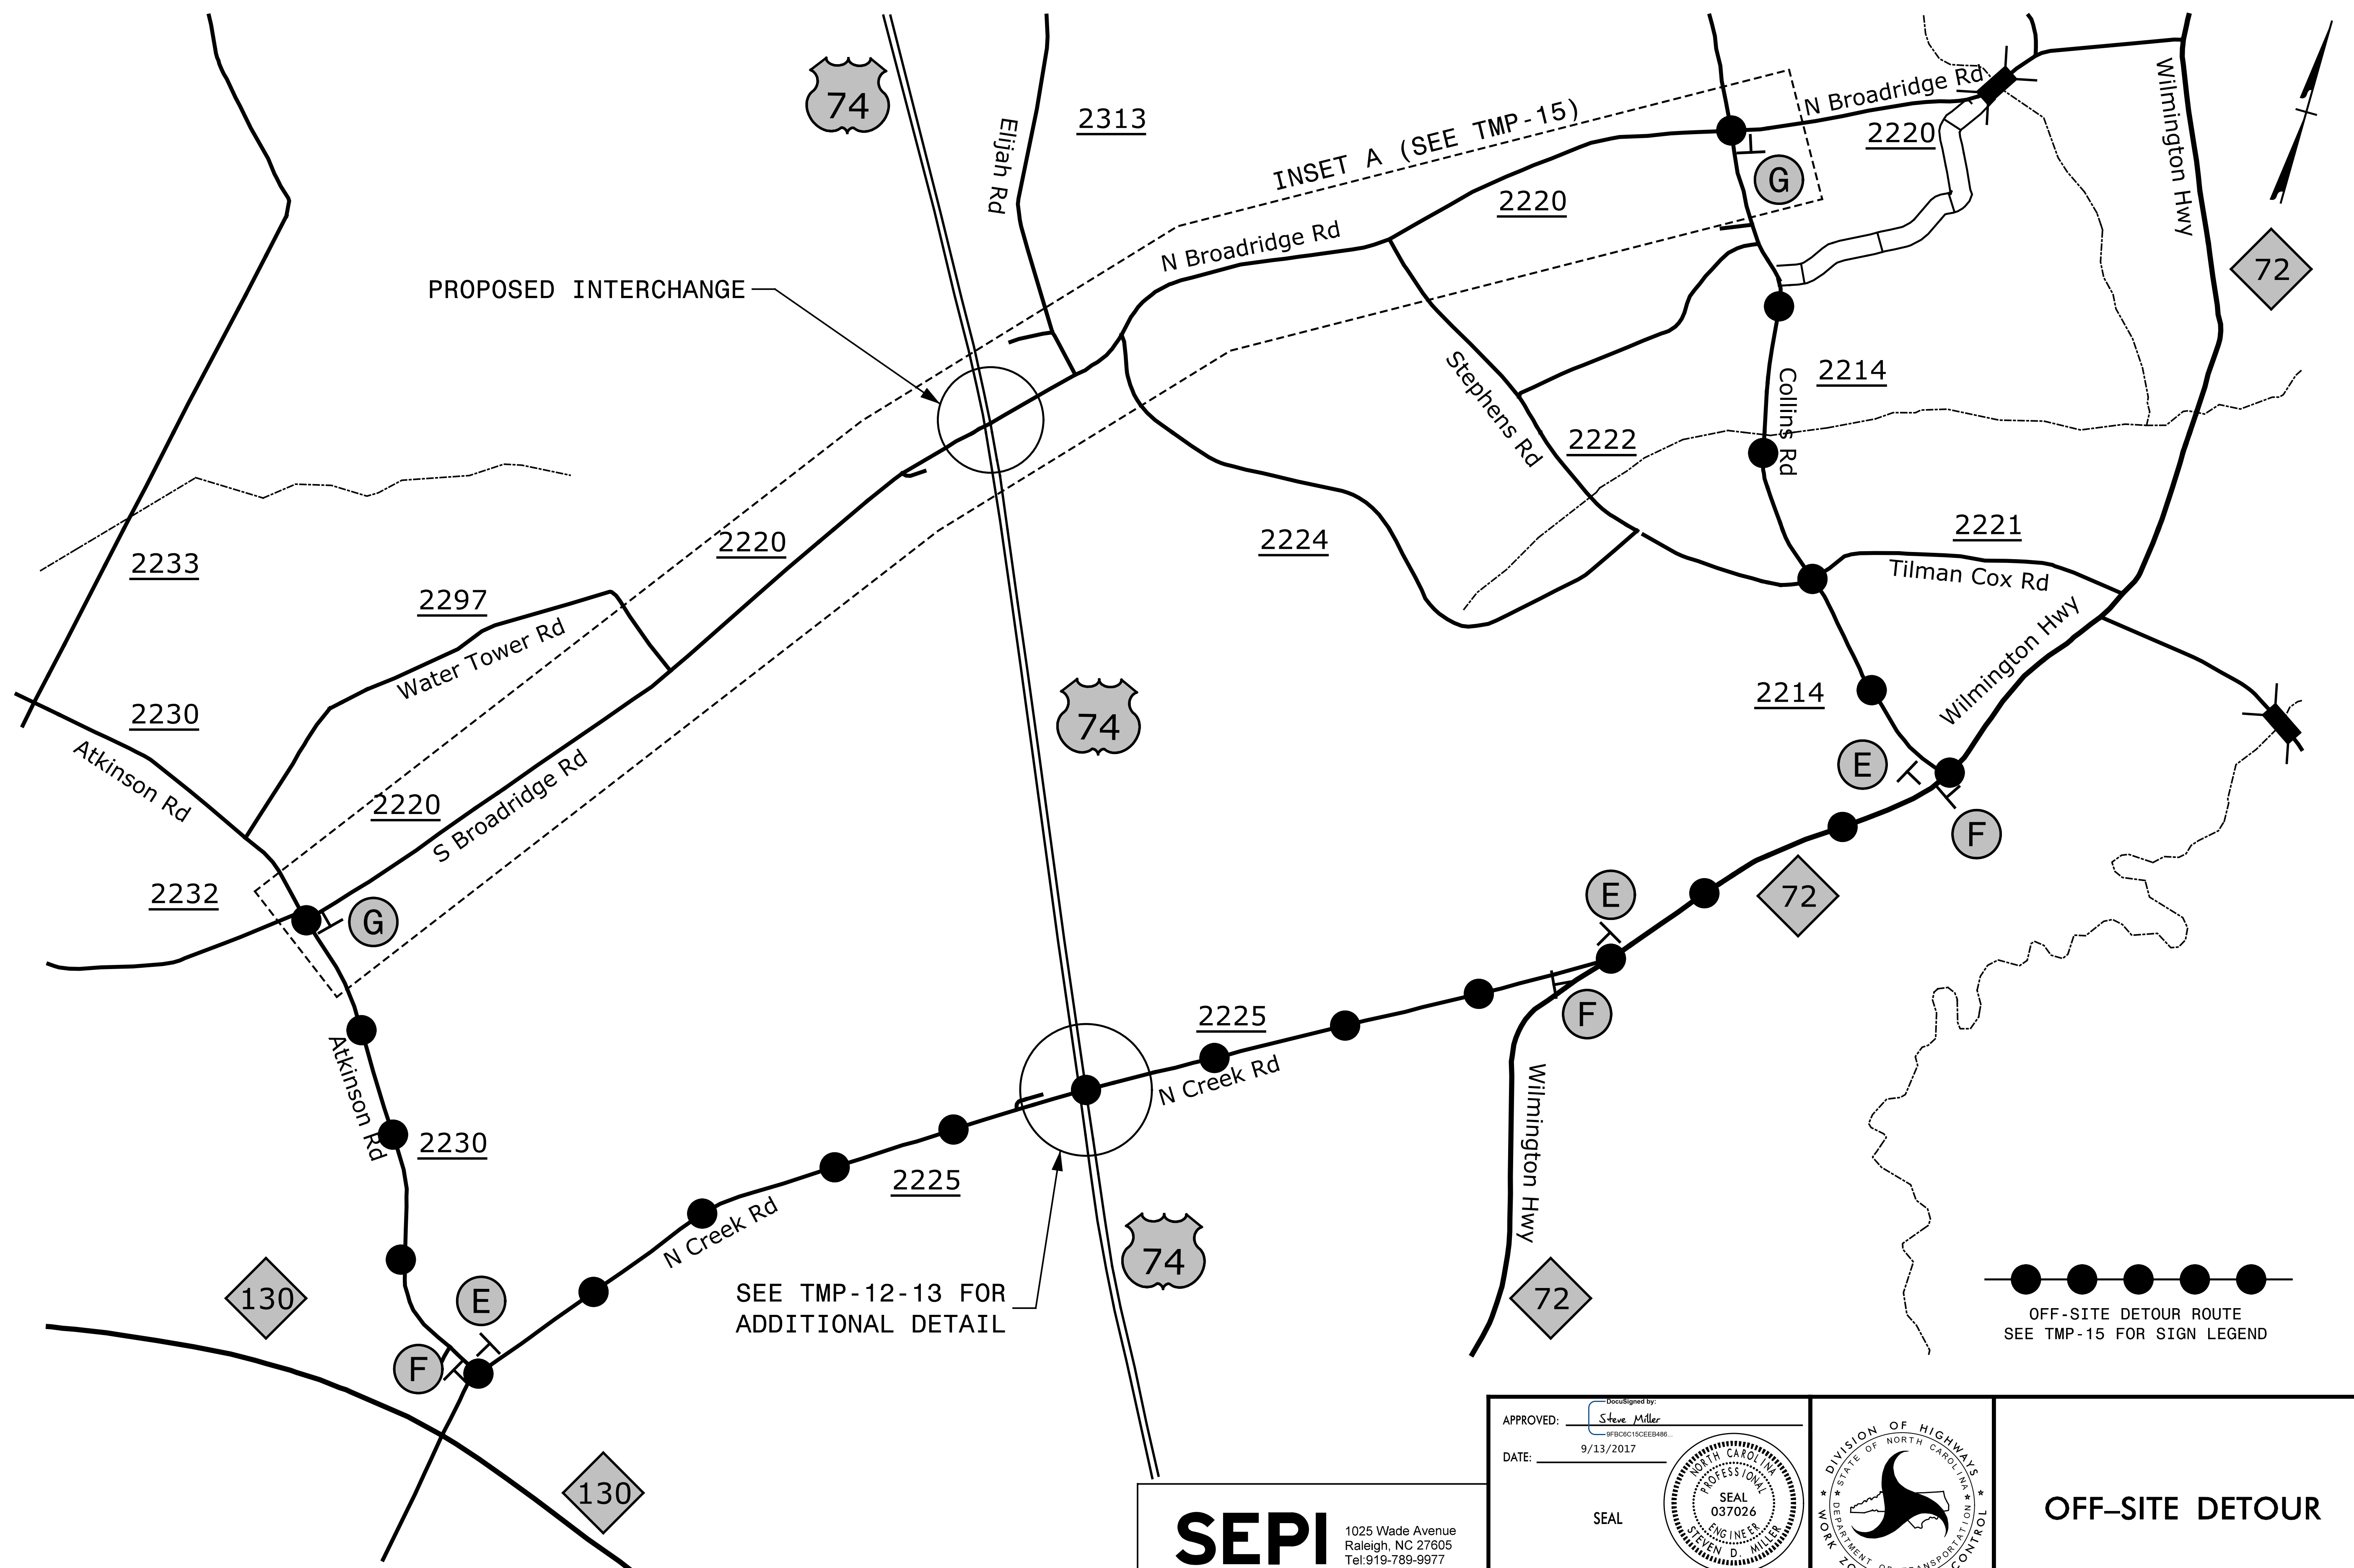 74
2313
Elijah Rd
INSET A (SEE TMP-15)
N Broadridge Rd
2220
Wilmington Hwy
G
72
2220
N Broadridge Rd
PROPOSED INTERCHANGE
Stephens Rd
2222
Collins Rd
2214
2221
Tilman Cox Rd
2224
2220
2233
2297
Water Tower Rd
2230
Atkinson Rd
74
2214
Wilmington Hwy
E
F
2220
S Broadridge Rd
2232
G
72
E
F
2225
N Creek Rd
Wilmington Hwy
Atkinson Rd
2230
2225
N Creek Rd
74
72
SEE TMP-12-13 FOR
ADDITIONAL DETAIL
130
E
F
130
OFF-SITE DETOUR ROUTE
SEE TMP-15 FOR SIGN LEGEND
SEPI
1025 Wade Avenue
Raleigh, NC 27605
Tel:919-789-9977
APPROVED:
DocuSigned by:
Steve Miller
9FBC6C15CEEB486...
DATE:
9/13/2017
SEAL
NORTH CAROLINA
PROFESSIONAL
SEAL
037026
ENGINEER
STEVEN D. MILLER
DIVISION OF HIGHWAYS
STATE OF NORTH CAROLINA
DEPARTMENT OF TRANSPORTATION
WORK CONTROL
OFF-SITE DETOUR